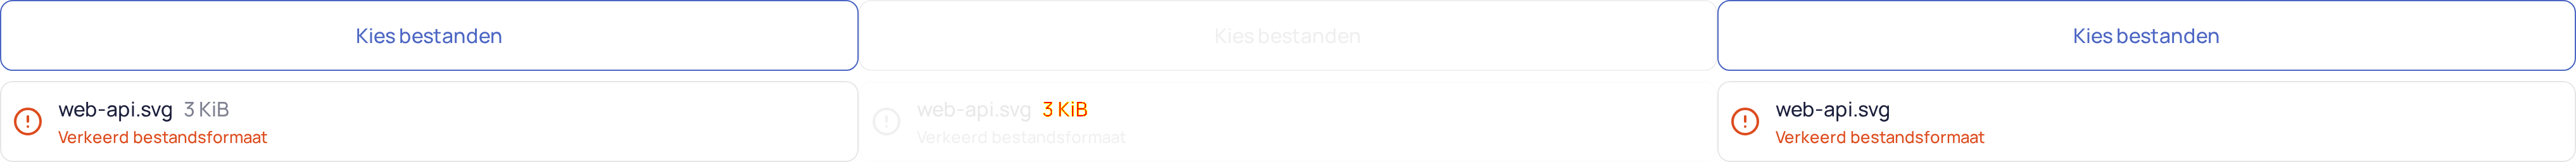 Kies bestanden
Kies bestanden
Kies bestanden
web-api.svg 3 KiB
Verkeerd bestandsformaat
web-api.svg 3 KiB
Verkeerd bestandsformaat
web-api.svg
Verkeerd bestandsformaat